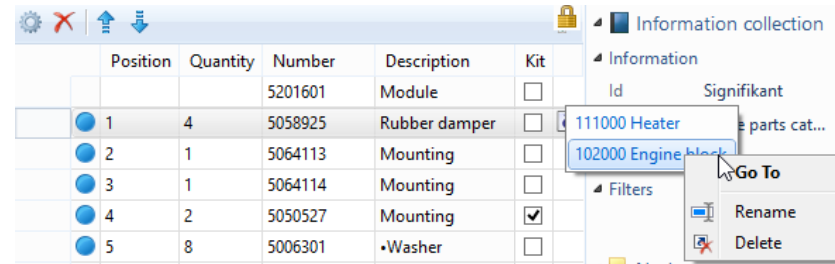 Information collection
Position Quantity Number Description Kit
Information
5201601 Module
Id Signifikant
1 4 5058925 Rubber damper
111000 Heater
parts cat...
2 1 5064113 Mounting
102000 Engine block
Go To
3 1 5064114 Mounting
Filters
4 2 5050527 Mounting
Rename
5 8 5006301 •Washer
Delete